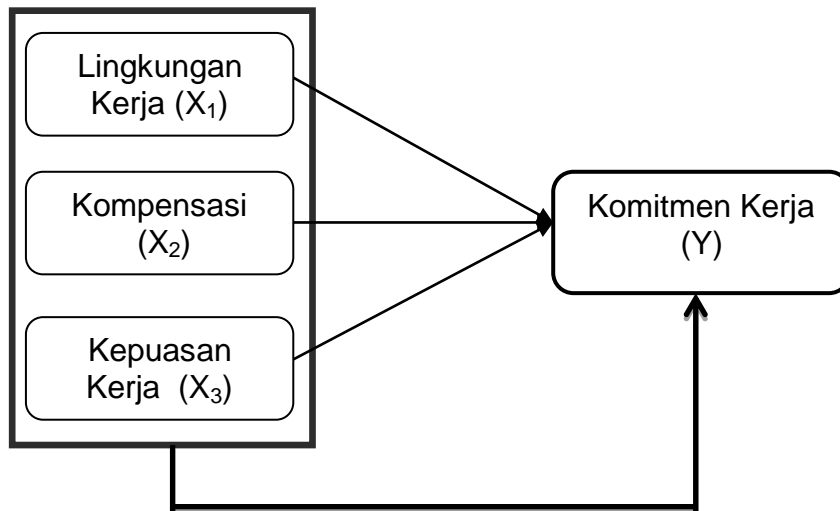 Lingkungan
Kerja (X₁)
Kompensasi
(X₂)
Kepuasan
Kerja (X₃)
Komitmen Kerja
(Y)